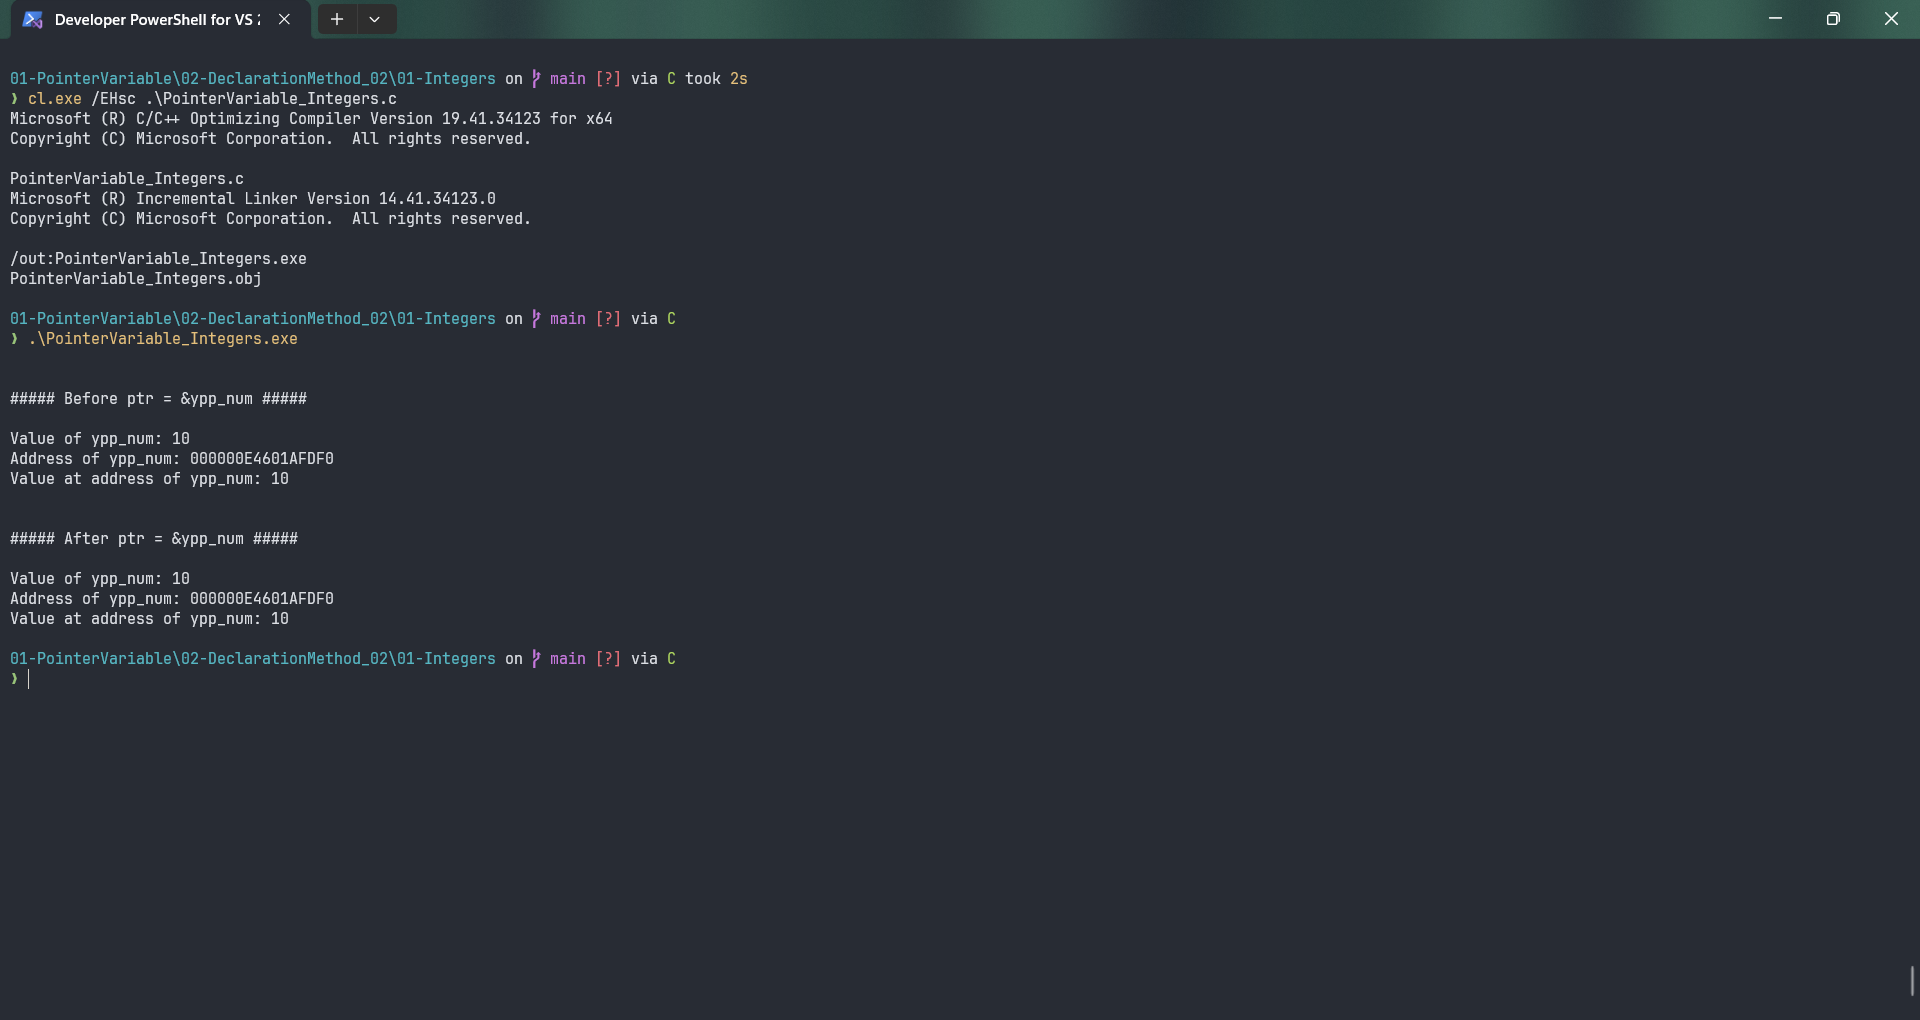 Developer PowerShell for VS 2
01-PointerVariable\02-DeclarationMethod_02\01-Integers on main [?] via C took 2s
❯ cl.exe /EHsc .\PointerVariable_Integers.c
Microsoft (R) C/C++ Optimizing Compiler Version 19.41.34123 for x64
Copyright (C) Microsoft Corporation.  All rights reserved.
PointerVariable_Integers.c
Microsoft (R) Incremental Linker Version 14.41.34123.0
Copyright (C) Microsoft Corporation.  All rights reserved.
/out:PointerVariable_Integers.exe
PointerVariable_Integers.obj
01-PointerVariable\02-DeclarationMethod_02\01-Integers on main [?] via C
❯ .\PointerVariable_Integers.exe
##### Before ptr = &ypp_num #####
Value of ypp_num: 10
Address of ypp_num: 000000E4601AFDF0
Value at address of ypp_num: 10
##### After ptr = &ypp_num #####
Value of ypp_num: 10
Address of ypp_num: 000000E4601AFDF0
Value at address of ypp_num: 10
01-PointerVariable\02-DeclarationMethod_02\01-Integers on main [?] via C
❯